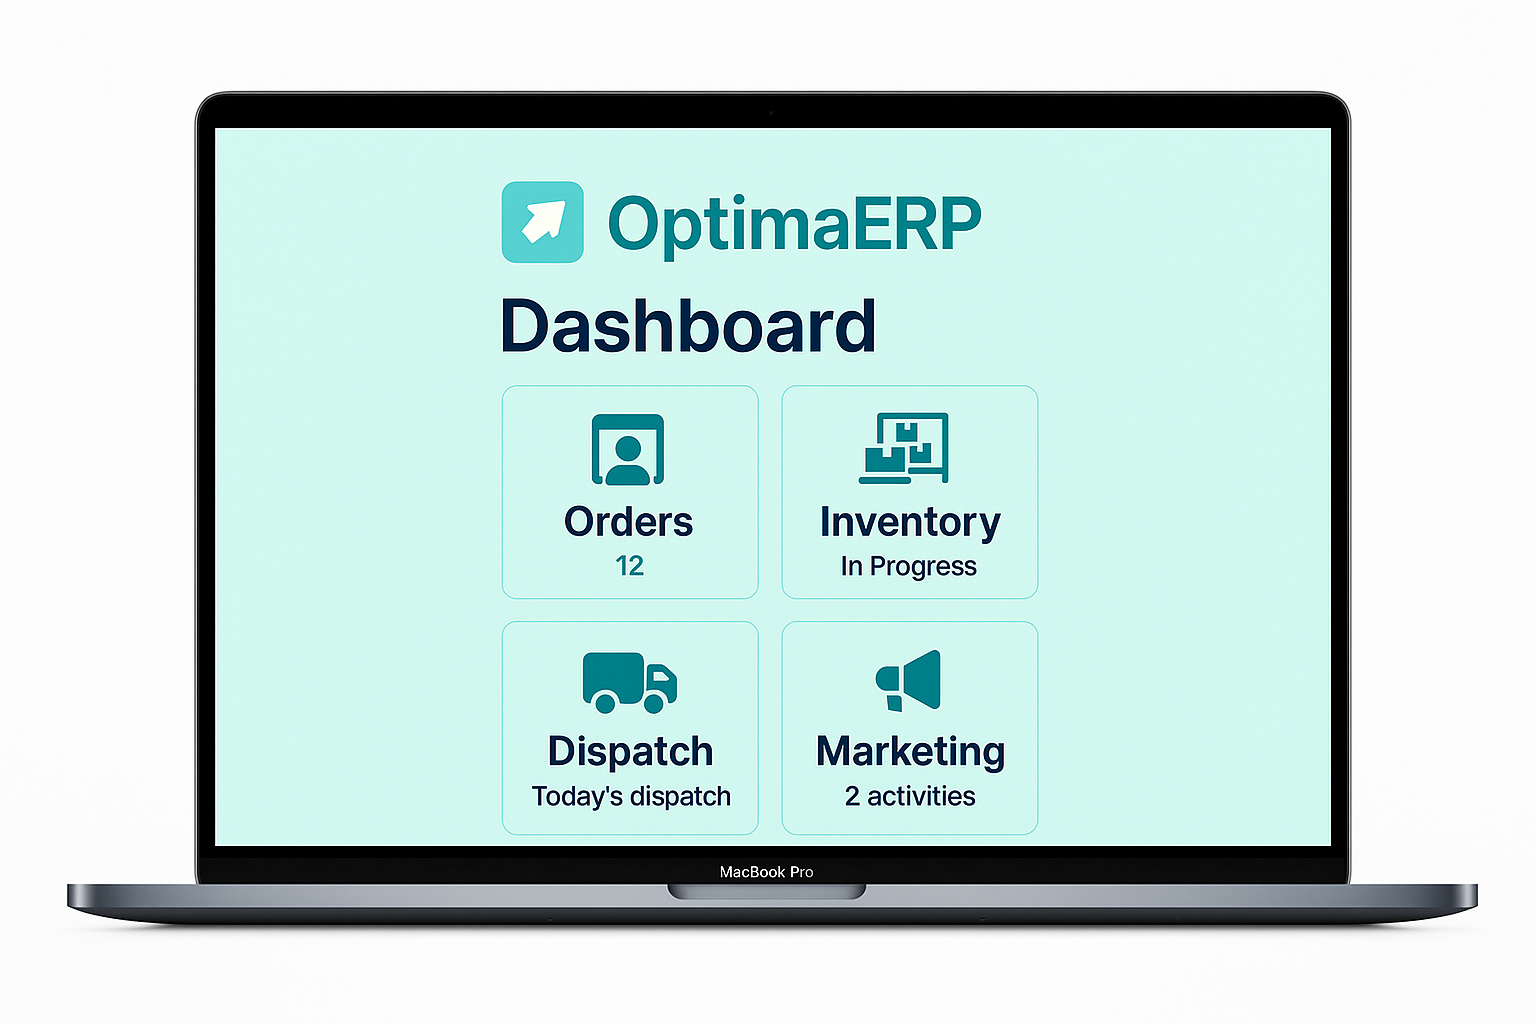 OptimaERP
Dashboard
Orders
12
Inventory
In Progress
Dispatch
Today's dispatch
Marketing
2 activities
MacBook Pro